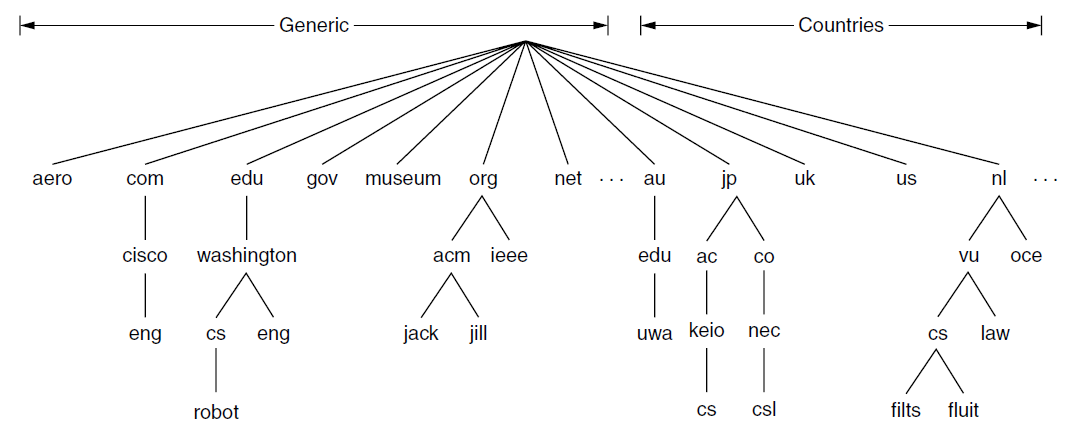 Generic Countries
aero com edu gov museum org net · · · au jp uk us nl · · ·
cisco washington acm ieee edu ac co vu oce
eng cs eng jack jill uwa keio nec cs law
robot cs csl filts fluit